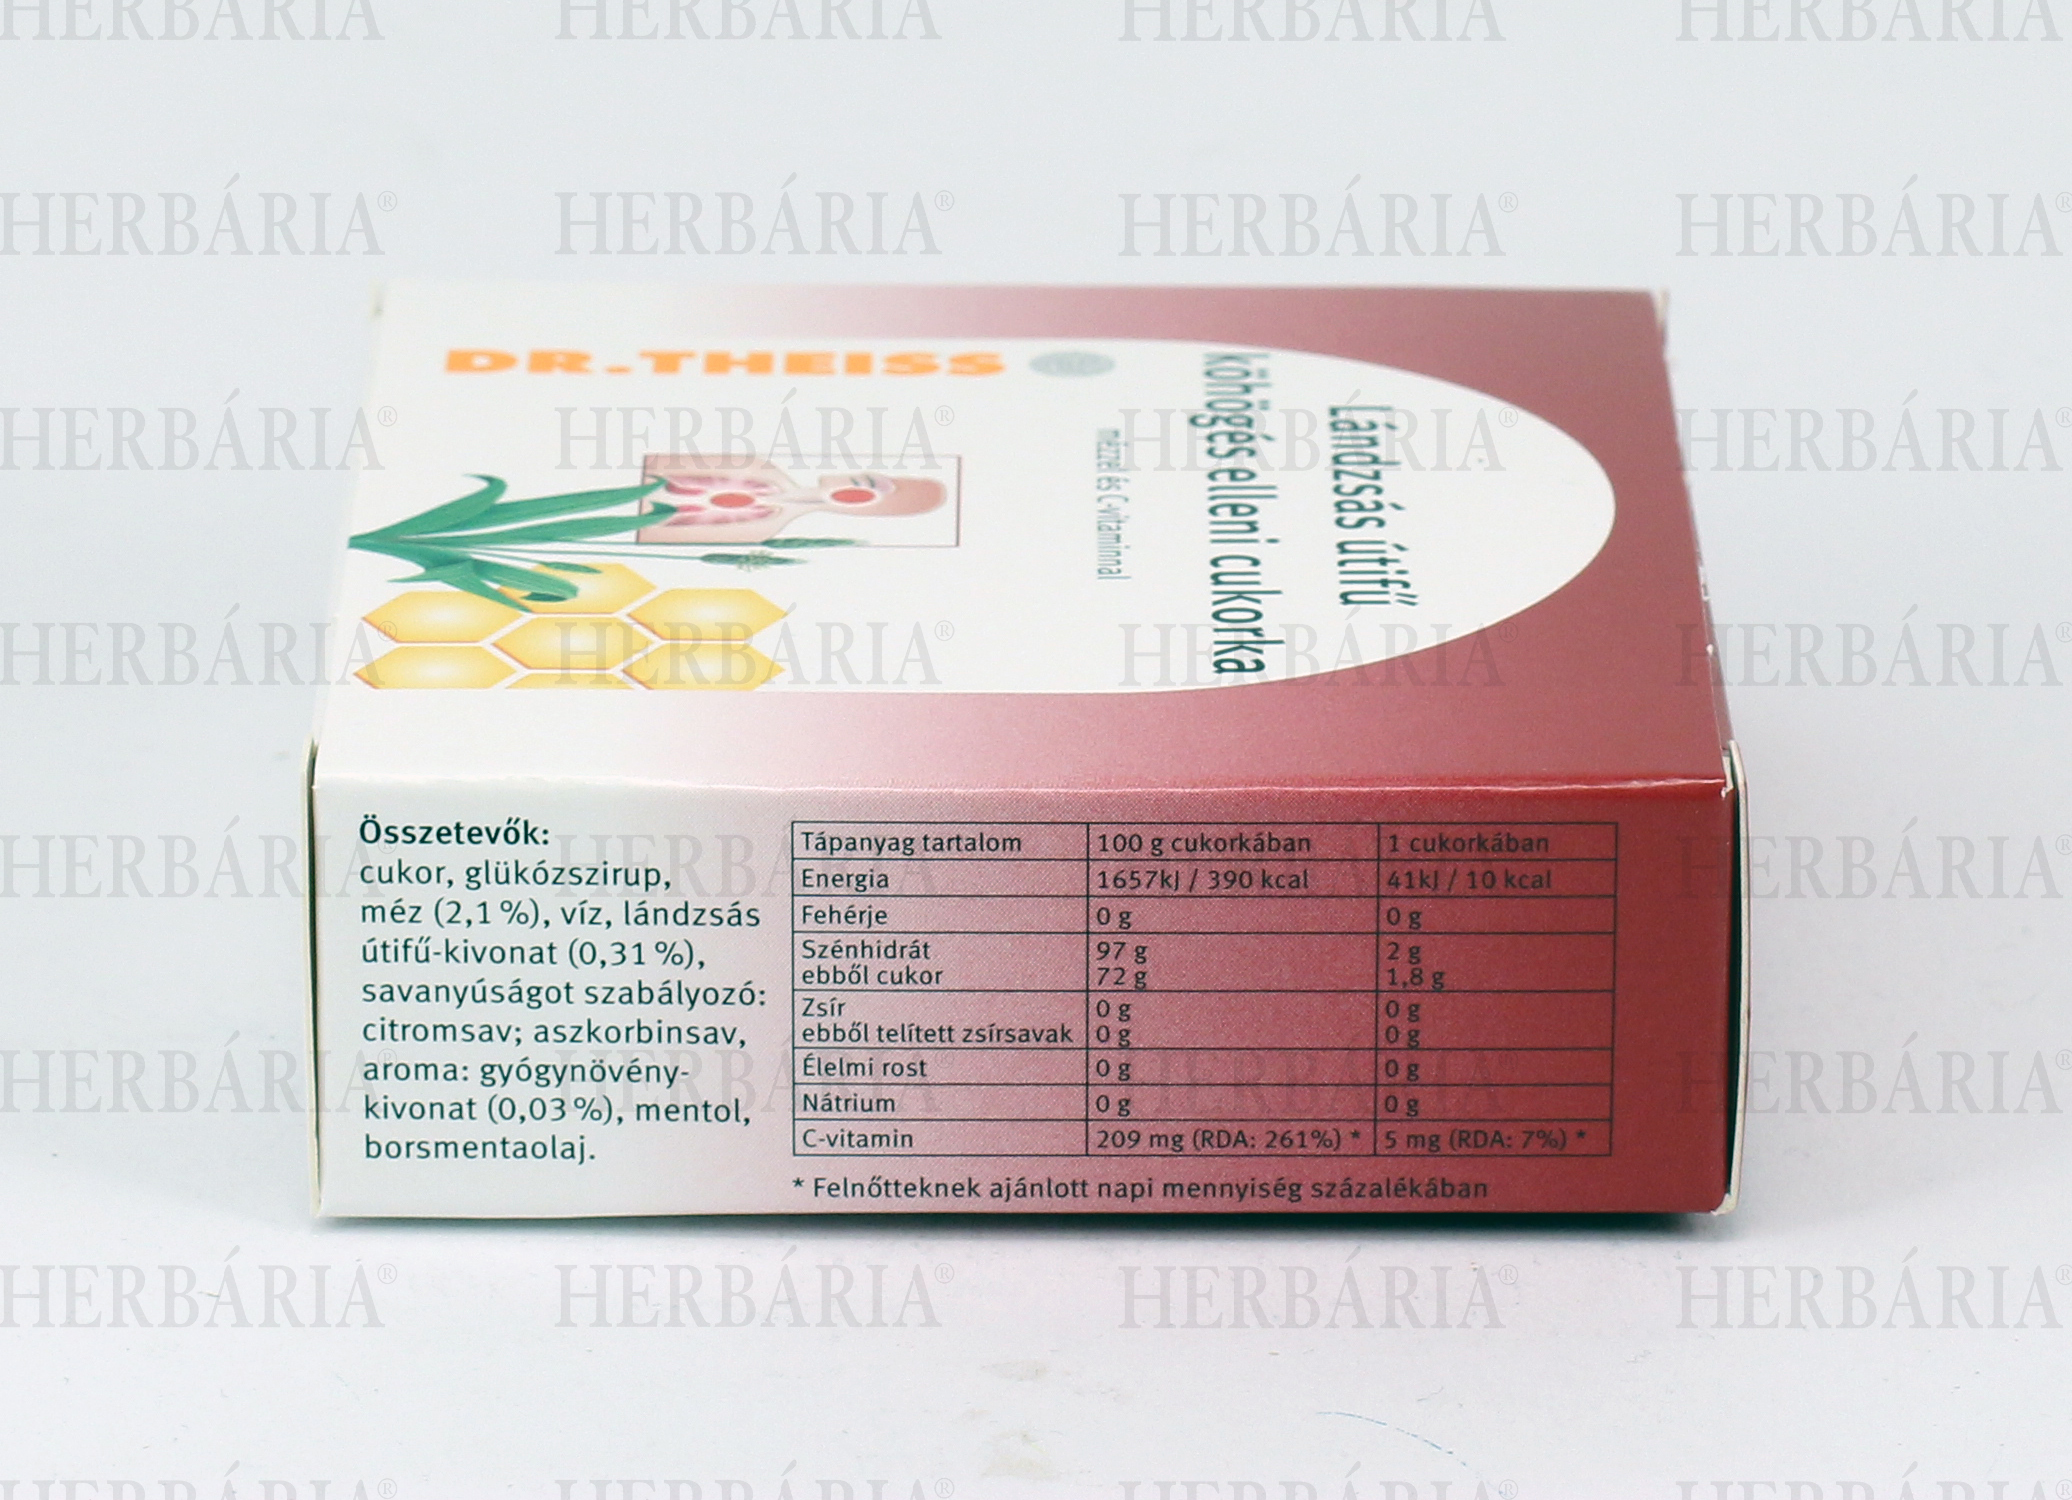 DR.THEISS
Lándzsás útifű
köhögés elleni cukorka
mézzel és C-vitaminnal
Összetevők:
cukor, glükózszirup,
méz (2,1 %), víz, lándzsás
útifű-kivonat (0,31 %),
savanyúságot szabályozó:
citromsav; aszkorbinsav,
aroma: gyógynövény-
kivonat (0,03 %), mentol,
borsmentaolaj.
Tápanyag tartalom 100 g cukorkában 1 cukorkában
Energia 1657kJ / 390 kcal 41kJ / 10 kcal
Fehérje 0 g 0 g
Szénhidrát 97 g 2 g
ebből cukor 72 g 1,8 g
Zsír 0 g 0 g
ebből telített zsírsavak 0 g 0 g
Élelmi rost 0 g 0 g
Nátrium 0 g 0 g
C-vitamin 209 mg (RDA: 261%) * 5 mg (RDA: 7%) *
* Felnőtteknek ajánlott napi mennyiség százalékában
HERBÁRIA®